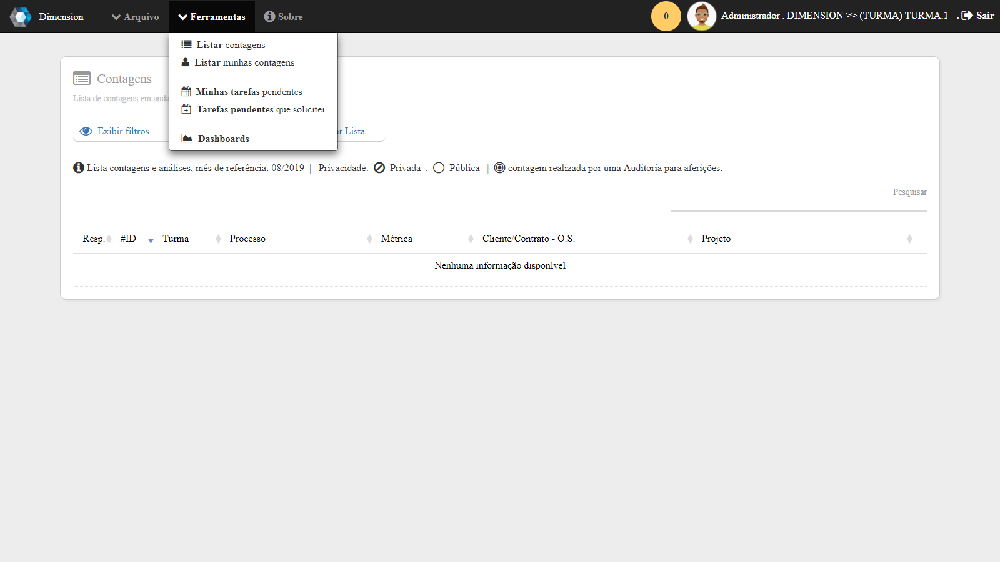 Dimension Arquivo Ferramentas Sobre 0 Administrador . DIMENSION >> (TURMA) TURMA.1 . Sair
Listar contagens
Listar minhas contagens
Minhas tarefas pendentes
Tarefas pendentes que solicitei
Dashboards
Contagens
Lista de contagens em
Exibir filtros Lista
Lista contagens e análises, mês de referência: 08/2019 | Privacidade: Privada . Pública | contagem realizada por uma Auditoria para aferições.
Pesquisar
Resp. #ID Turma Processo Métrica Cliente/Contrato - O.S. Projeto
Nenhuma informação disponível